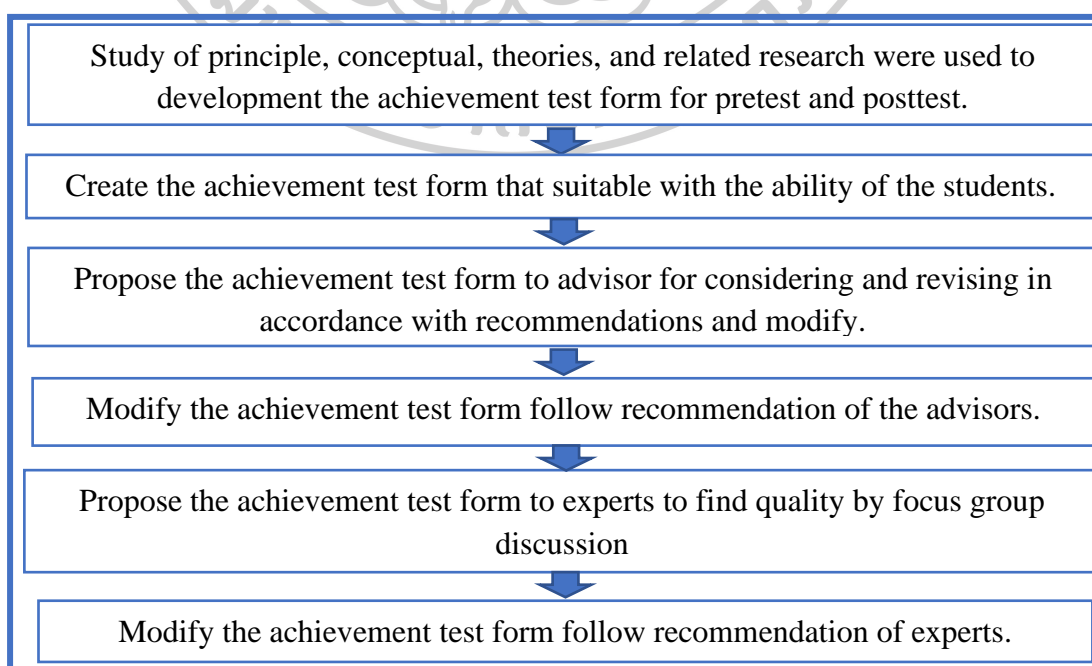 Study of principle, conceptual, theories, and related research were used to
development the achievement test form for pretest and posttest.
Create the achievement test form that suitable with the ability of the students.
Propose the achievement test form to advisor for considering and revising in
accordance with recommendations and modify.
Modify the achievement test form follow recommendation of the advisors.
Propose the achievement test form to experts to find quality by focus group
discussion
Modify the achievement test form follow recommendation of experts.